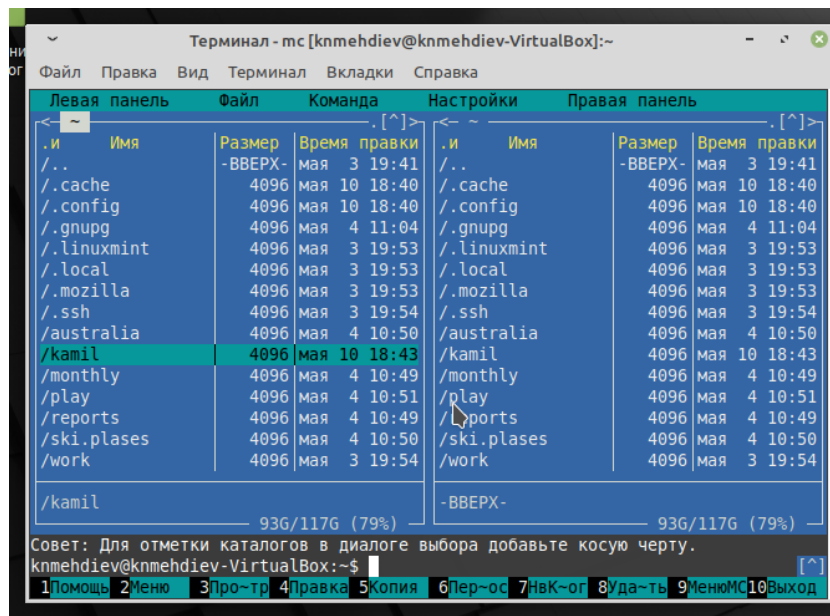 ни
ог
Терминал - mc [knmehdiev@knmehdiev-VirtualBox]:~
Файл Правка Вид Терминал Вкладки Справка
Левая панель Файл Команда Настройки Правая панель
<- ~ .[^]> <- ~ .[^]>
.и Имя Размер Время правки .и Имя Размер Время правки
/.. -ВВЕРХ- мая 3 19:41 /.. -ВВЕРХ- мая 3 19:41
/.cache 4096 мая 10 18:40 /.cache 4096 мая 10 18:40
/.config 4096 мая 10 18:40 /.config 4096 мая 10 18:40
/.gnupg 4096 мая 4 11:04 /.gnupg 4096 мая 4 11:04
/.linuxmint 4096 мая 3 19:53 /.linuxmint 4096 мая 3 19:53
/.local 4096 мая 3 19:53 /.local 4096 мая 3 19:53
/.mozilla 4096 мая 3 19:53 /.mozilla 4096 мая 3 19:53
/.ssh 4096 мая 3 19:54 /.ssh 4096 мая 3 19:54
/australia 4096 мая 4 10:50 /australia 4096 мая 4 10:50
/kamil 4096 мая 10 18:43 /kamil 4096 мая 10 18:43
/monthly 4096 мая 4 10:49 /monthly 4096 мая 4 10:49
/play 4096 мая 4 10:51 /play 4096 мая 4 10:51
/reports 4096 мая 4 10:49 /reports 4096 мая 4 10:49
/ski.plases 4096 мая 4 10:50 /ski.plases 4096 мая 4 10:50
/work 4096 мая 3 19:54 /work 4096 мая 3 19:54
/kamil -ВВЕРХ-
93G/117G (79%) 93G/117G (79%)
Совет: Для отметки каталогов в диалоге выбора добавьте косую черту.
knmehdiev@knmehdiev-VirtualBox:~$ [^]
1Помощь 2Меню 3Про~тр 4Правка 5Копия 6Пер~ос 7НвК~ог 8Уда~ть 9МенюMC 10Выход